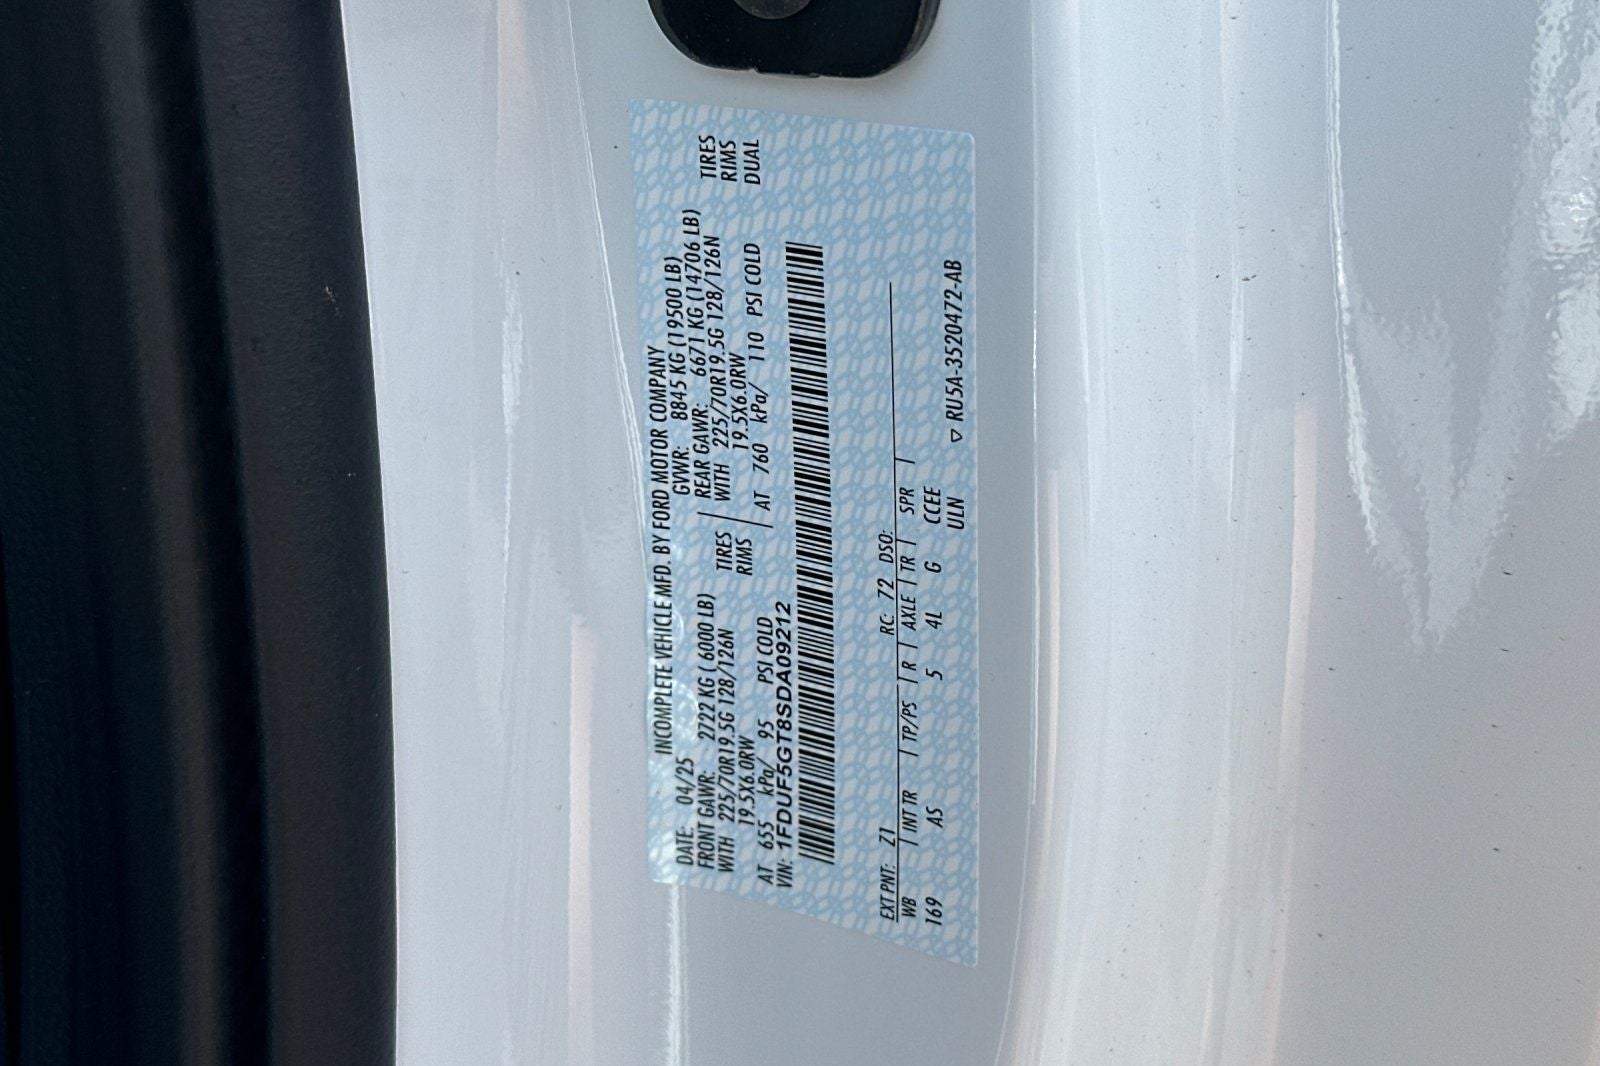 INCOMPLETE VEHICLE MFD. BY FORD MOTOR COMPANY
DATE: 04/25 GVWR: 8845 KG (19500 LB)
FRONT GAWR: 2722 KG ( 6000 LB) REAR GAWR: 6671 KG (14706 LB)
WITH 225/70R19.5G 128/126N TIRES WITH 225/70R19.5G 128/126N TIRES
19.5X6.0RW RIMS 19.5X6.0RW RIMS
AT 655 kPa/ 95 PSI COLD AT 760 kPa/ 110 PSI COLD DUAL
VIN: 1FDUF5GT8SDA09212
EXT PNT: Z1 RC: 72 DSO:
WB | INT TR | TP/PS | R | AXLE | TR | SPR |
169 AS 5 4L G CCEE
ULN ▽ RU5A-3520472-AB